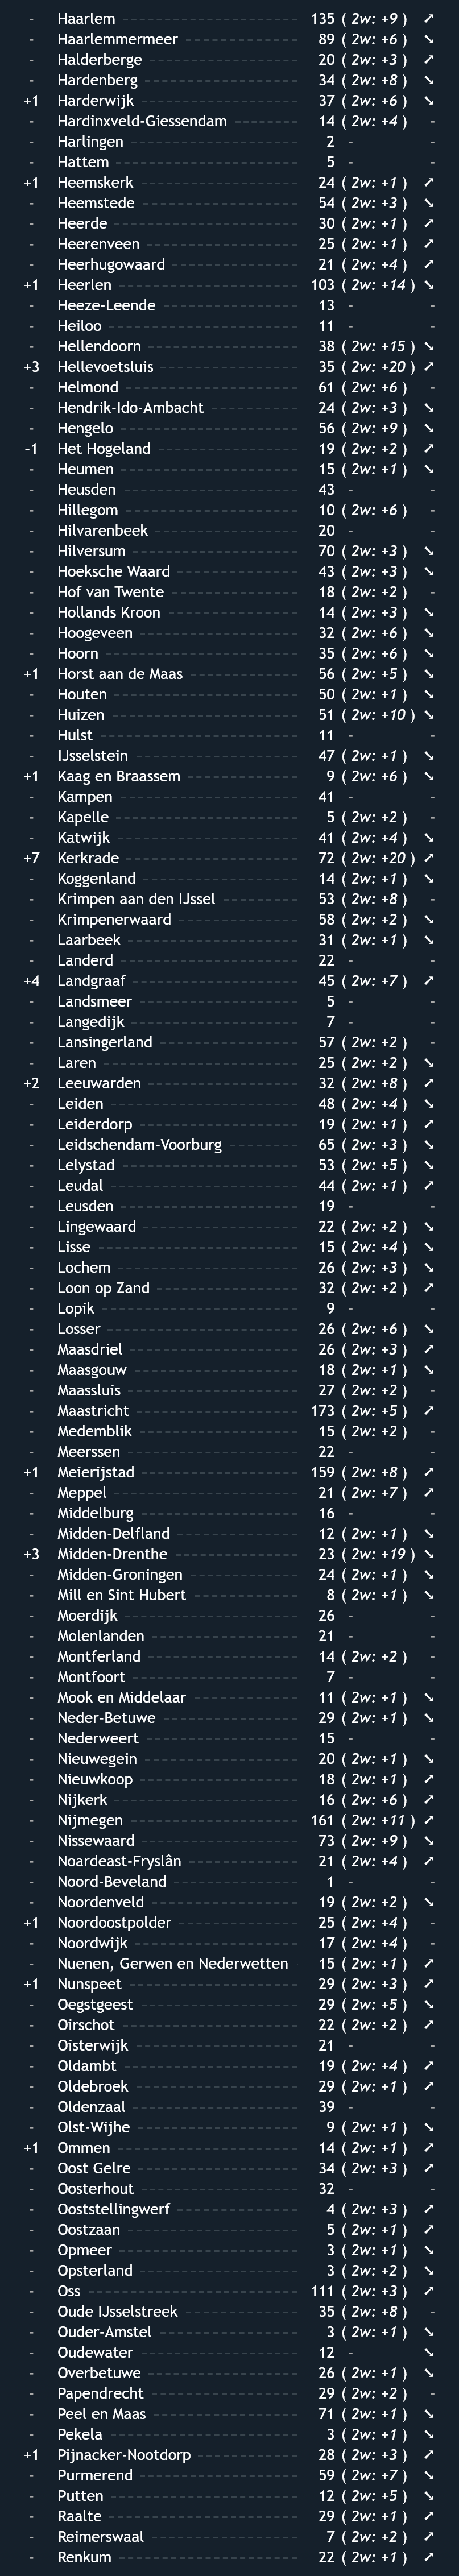 - Haarlem 135 ( 2w: +9 ) ➚
- Haarlemmermeer 89 ( 2w: +6 ) ➘
- Halderberge 20 ( 2w: +3 ) ➚
- Hardenberg 34 ( 2w: +8 ) ➘
+1 Harderwijk 37 ( 2w: +6 ) ➘
- Hardinxveld-Giessendam 14 ( 2w: +4 ) -
- Harlingen 2 - -
- Hattem 5 - -
+1 Heemskerk 24 ( 2w: +1 ) ➚
- Heemstede 54 ( 2w: +3 ) ➘
- Heerde 30 ( 2w: +1 ) ➚
- Heerenveen 25 ( 2w: +1 ) ➚
- Heerhugowaard 21 ( 2w: +4 ) ➚
+1 Heerlen 103 ( 2w: +14 ) ➘
- Heeze-Leende 13 - -
- Heiloo 11 - -
- Hellendoorn 38 ( 2w: +15 ) ➘
+3 Hellevoetsluis 35 ( 2w: +20 ) ➚
- Helmond 61 ( 2w: +6 ) -
- Hendrik-Ido-Ambacht 24 ( 2w: +3 ) ➘
- Hengelo 56 ( 2w: +9 ) ➘
-1 Het Hogeland 19 ( 2w: +2 ) ➚
- Heumen 15 ( 2w: +1 ) ➘
- Heusden 43 - -
- Hillegom 10 ( 2w: +6 ) -
- Hilvarenbeek 20 - -
- Hilversum 70 ( 2w: +3 ) ➘
- Hoeksche Waard 43 ( 2w: +3 ) ➘
- Hof van Twente 18 ( 2w: +2 ) -
- Hollands Kroon 14 ( 2w: +3 ) ➘
- Hoogeveen 32 ( 2w: +6 ) ➘
- Hoorn 35 ( 2w: +6 ) ➘
+1 Horst aan de Maas 56 ( 2w: +5 ) ➘
- Houten 50 ( 2w: +1 ) ➘
- Huizen 51 ( 2w: +10 ) ➘
- Hulst 11 - -
- IJsselstein 47 ( 2w: +1 ) ➘
+1 Kaag en Braassem 9 ( 2w: +6 ) ➘
- Kampen 41 - -
- Kapelle 5 ( 2w: +2 ) -
- Katwijk 41 ( 2w: +4 ) ➘
+7 Kerkrade 72 ( 2w: +20 ) ➚
- Koggenland 14 ( 2w: +1 ) ➘
- Krimpen aan den IJssel 53 ( 2w: +8 ) -
- Krimpenerwaard 58 ( 2w: +2 ) ➘
- Laarbeek 31 ( 2w: +1 ) ➘
- Landerd 22 - -
+4 Landgraaf 45 ( 2w: +7 ) ➚
- Landsmeer 5 - -
- Langedijk 7 - -
- Lansingerland 57 ( 2w: +2 ) -
- Laren 25 ( 2w: +2 ) ➘
+2 Leeuwarden 32 ( 2w: +8 ) ➚
- Leiden 48 ( 2w: +4 ) ➘
- Leiderdorp 19 ( 2w: +1 ) ➚
- Leidschendam-Voorburg 65 ( 2w: +3 ) ➘
- Lelystad 53 ( 2w: +5 ) ➘
- Leudal 44 ( 2w: +1 ) ➚
- Leusden 19 - -
- Lingewaard 22 ( 2w: +2 ) ➘
- Lisse 15 ( 2w: +4 ) ➘
- Lochem 26 ( 2w: +3 ) ➘
- Loon op Zand 32 ( 2w: +2 ) ➚
- Lopik 9 - -
- Losser 26 ( 2w: +6 ) ➘
- Maasdriel 26 ( 2w: +3 ) ➚
- Maasgouw 18 ( 2w: +1 ) ➘
- Maassluis 27 ( 2w: +2 ) -
- Maastricht 173 ( 2w: +5 ) ➚
- Medemblik 15 ( 2w: +2 ) -
- Meerssen 22 - -
+1 Meierijstad 159 ( 2w: +8 ) ➚
- Meppel 21 ( 2w: +7 ) ➚
- Middelburg 16 - -
- Midden-Delfland 12 ( 2w: +1 ) ➘
+3 Midden-Drenthe 23 ( 2w: +19 ) ➘
- Midden-Groningen 24 ( 2w: +1 ) ➘
- Mill en Sint Hubert 8 ( 2w: +1 ) ➘
- Moerdijk 26 - -
- Molenlanden 21 - -
- Montferland 14 ( 2w: +2 ) -
- Montfoort 7 - -
- Mook en Middelaar 11 ( 2w: +1 ) ➘
- Neder-Betuwe 29 ( 2w: +1 ) ➘
- Nederweert 15 - -
- Nieuwegein 20 ( 2w: +1 ) ➘
- Nieuwkoop 18 ( 2w: +1 ) ➚
- Nijkerk 16 ( 2w: +6 ) ➚
- Nijmegen 161 ( 2w: +11 ) ➚
- Nissewaard 73 ( 2w: +9 ) ➘
- Noardeast-Fryslân 21 ( 2w: +4 ) ➚
- Noord-Beveland 1 - -
- Noordenveld 19 ( 2w: +2 ) ➘
+1 Noordoostpolder 25 ( 2w: +4 ) -
- Noordwijk 17 ( 2w: +4 ) -
- Nuenen, Gerwen en Nederwetten 15 ( 2w: +1 ) ➚
+1 Nunspeet 29 ( 2w: +3 ) ➚
- Oegstgeest 29 ( 2w: +5 ) ➘
- Oirschot 22 ( 2w: +2 ) ➚
- Oisterwijk 21 - -
- Oldambt 19 ( 2w: +4 ) ➚
- Oldebroek 29 ( 2w: +1 ) ➚
- Oldenzaal 39 - -
- Olst-Wijhe 9 ( 2w: +1 ) ➘
+1 Ommen 14 ( 2w: +1 ) ➚
- Oost Gelre 34 ( 2w: +3 ) ➚
- Oosterhout 32 - -
- Ooststellingwerf 4 ( 2w: +3 ) ➚
- Oostzaan 5 ( 2w: +1 ) ➚
- Opmeer 3 ( 2w: +1 ) ➘
- Opsterland 3 ( 2w: +2 ) ➘
- Oss 111 ( 2w: +3 ) ➚
- Oude IJsselstreek 35 ( 2w: +8 ) -
- Ouder-Amstel 3 ( 2w: +1 ) ➘
- Oudewater 12 - ➘
- Overbetuwe 26 ( 2w: +1 ) ➘
- Papendrecht 29 ( 2w: +2 ) -
- Peel en Maas 71 ( 2w: +1 ) ➘
- Pekela 3 ( 2w: +1 ) ➘
+1 Pijnacker-Nootdorp 28 ( 2w: +3 ) ➚
- Purmerend 59 ( 2w: +7 ) ➘
- Putten 12 ( 2w: +5 ) ➘
- Raalte 29 ( 2w: +1 ) ➚
- Reimerswaal 7 ( 2w: +2 ) ➚
- Renkum 22 ( 2w: +1 ) ➚